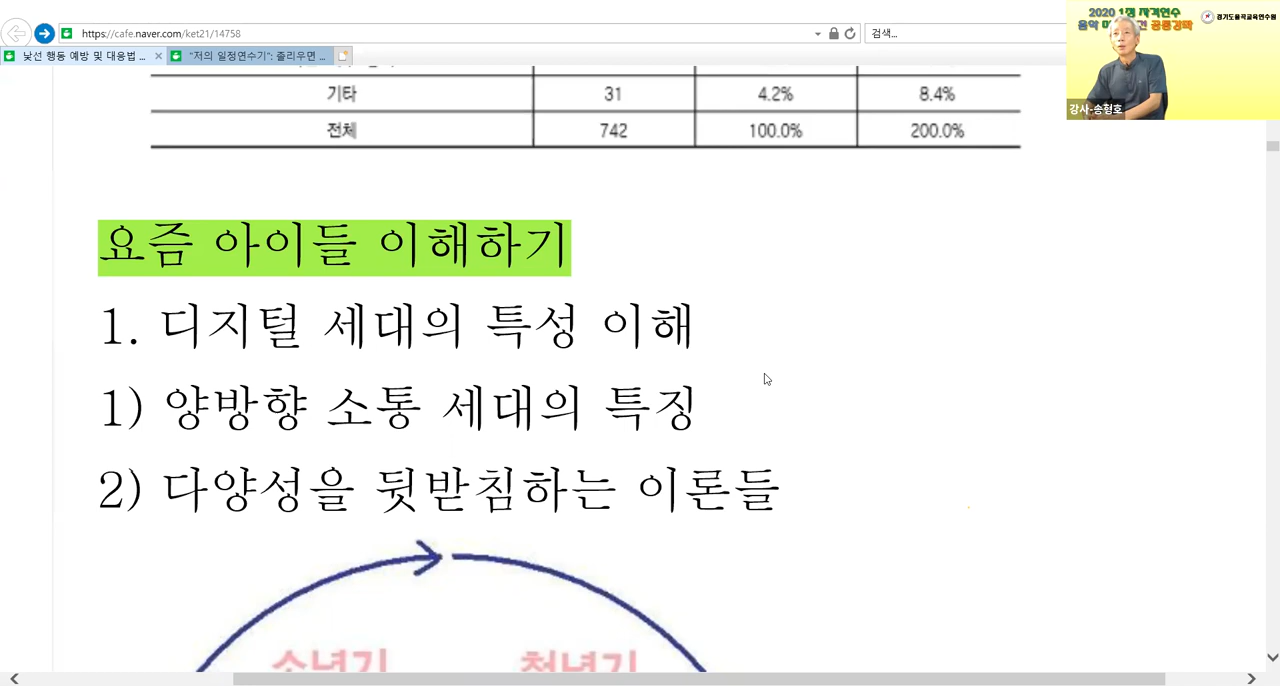 https://cafe.naver.com/ket21/14758
검색...
낯선 행동 예방 및 대응법 ...
"저의 일정연수기": 졸리우면 ...
2020 1정 자격연수
경기도율곡교육연수원
강사-송형호
기타 31 4.2% 8.4%
전체 742 100.0% 200.0%
요즘 아이들 이해하기
1. 디지털 세대의 특성 이해
1) 양방향 소통 세대의 특징
2) 다양성을 뒷받침하는 이론들
소년기 청년기